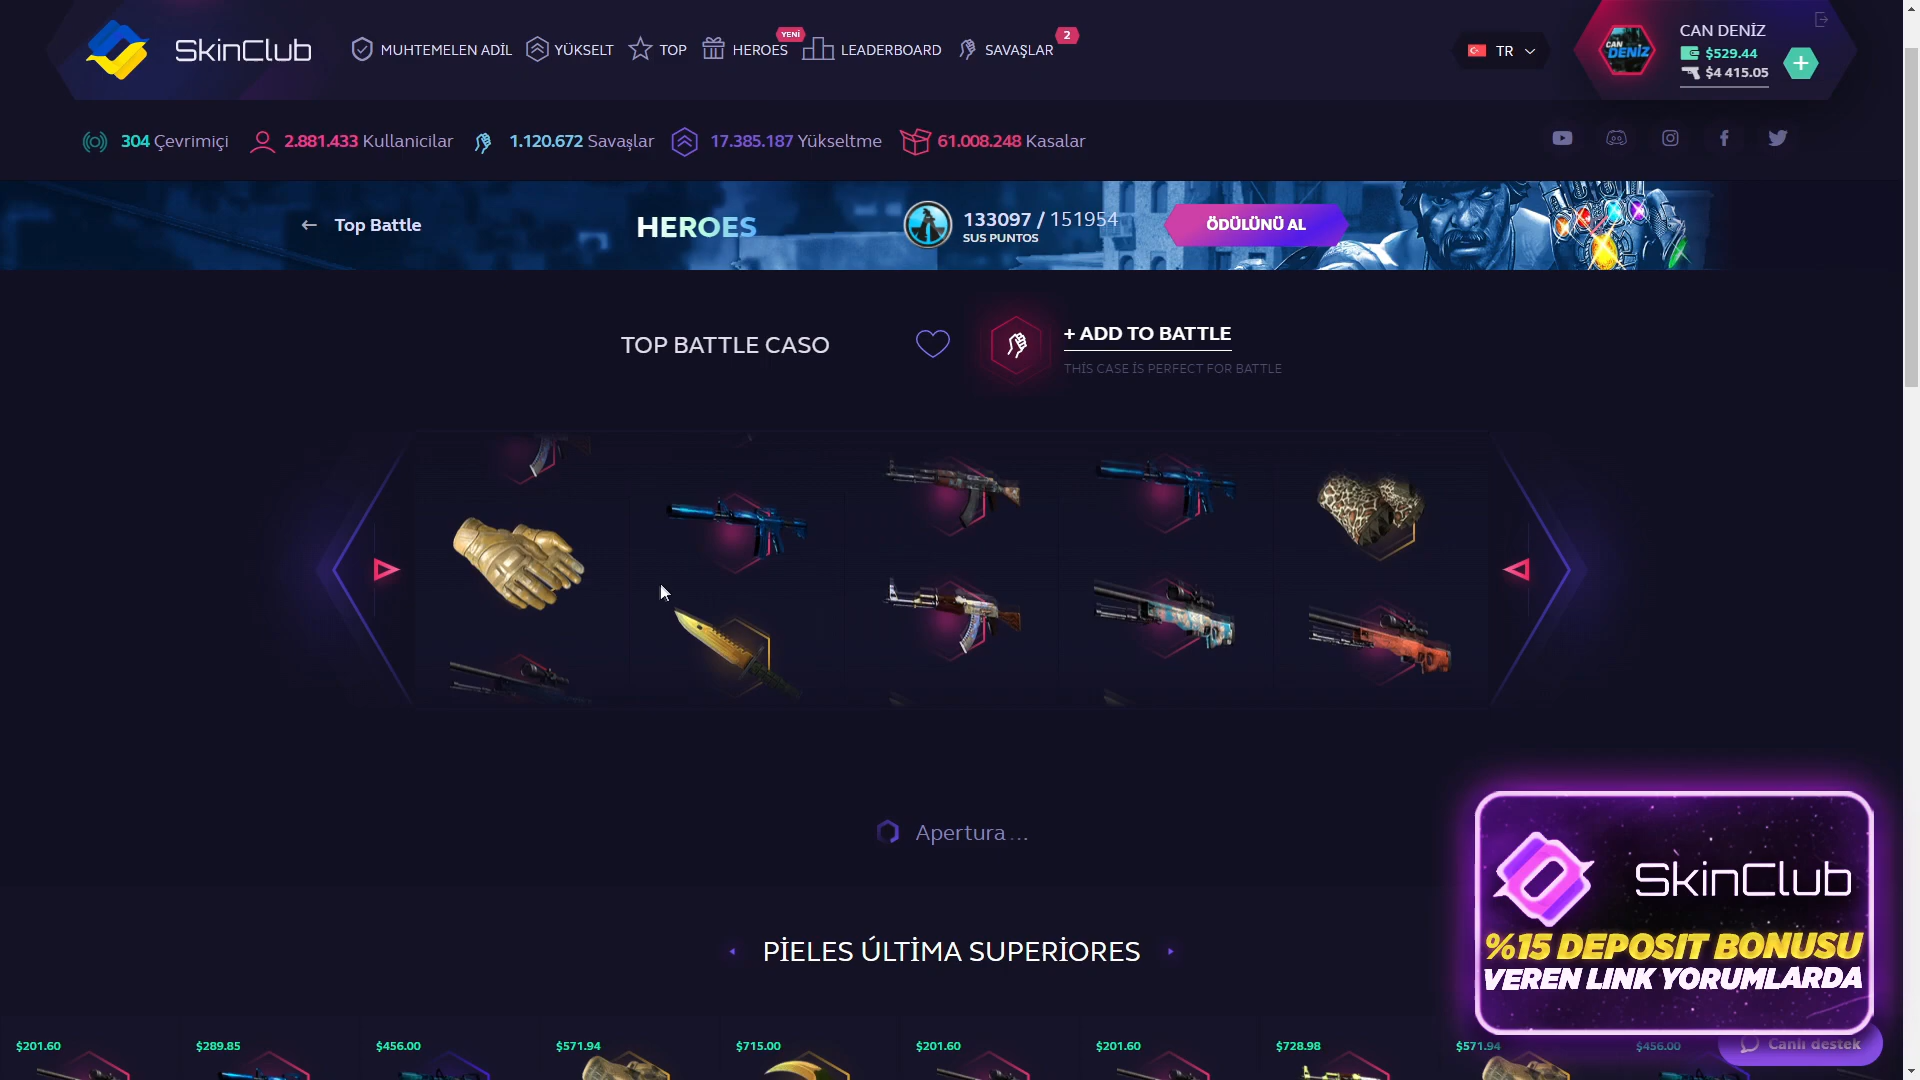 SkinClub
MUHTEMELEN ADİL
YÜKSELT
TOP
HEROES
YENİ
LEADERBOARD
SAVAŞLAR
2
TR
CAN DENİZ
CAN DENİZ
$529.44
$4 415.05
304 Çevrimiçi
2.881.433 Kullanicilar
1.120.672 Savaşlar
17.385.187 Yükseltme
61.008.248 Kasalar
Top Battle
HEROES
133097 / 151954
SUS PUNTOS
ÖDÜLÜNÜ AL
TOP BATTLE CASO
+ ADD TO BATTLE
THİS CASE İS PERFECT FOR BATTLE
Apertura ...
PİELES ÚLTİMA SUPERİORES
SkinClub
%15 DEPOSIT BONUSU
VEREN LINK YORUMLARDA
$201.60
$289.85
$456.00
$571.94
$715.00
$201.60
$201.60
$728.98
$571.94
$456.00
Canlı destek